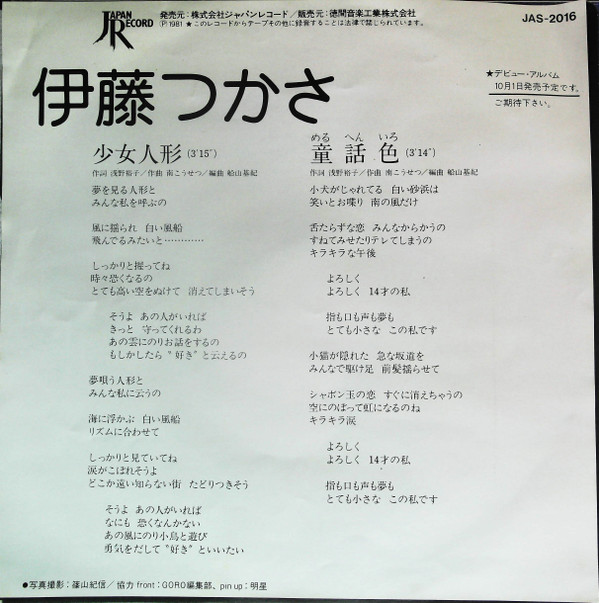 JAPAN RECORD
発売元:株式会社ジャパンレコード/販売元:徳間音楽工業株式会社
Ⓟ1981 ★このレコードからテープその他に録音することは法律で禁じられています。
JAS-2016
伊藤つかさ
★デビュー・アルバム
10月1日発売予定です。
ご期待下さい。
少女人形(3'15")
作詞 浅野裕子/作曲 南こうせつ/編曲 船山基紀
夢を見る人形と
みんな私を呼ぶの
風に揺られ 白い風船
飛んでるみたいと…………
しっかりと握ってね
時々恐くなるの
とても高い空をぬけて 消えてしまいそう
そうよ あの人がいれば
きっと 守ってくれるわ
あの雲にのりお話をするの
もしかしたら〝好き〟と云えるの
夢唄う人形と
みんな私に云うの
海に浮かぶ 白い風船
リズムに合わせて
しっかりと見ていてね
涙がこぼれそうよ
どこか遠い知らない街 たどりつきそう
そうよ あの人がいれば
なにも 恐くなんかない
あの風にのり小鳥と遊び
勇気をだして〝好き〟といいたい
める へん いろ
童話色(3'14")
作詞 浅野裕子/作曲 南こうせつ/編曲 船山基紀
小犬がじゃれてる 白い砂浜は
笑いとお喋り 南の風だけ
舌たらずな恋 みんなからかうの
すねてみせたりテレてしまうの
キラキラな午後
よろしく
よろしく 14才の私
指も口も声も夢も
とても小さな この私です
小猫が隠れた 急な坂道を
みんなで駆け足 前髪揺らせて
シャボン玉の恋 すぐに消えちゃうの
空にのぼって虹になるのね
キラキラ涙
よろしく
よろしく 14才の私
指も口も声も夢も
とても小さな この私です
●写真撮影:篠山紀信/協力 front:GORO編集部、pin up:明星